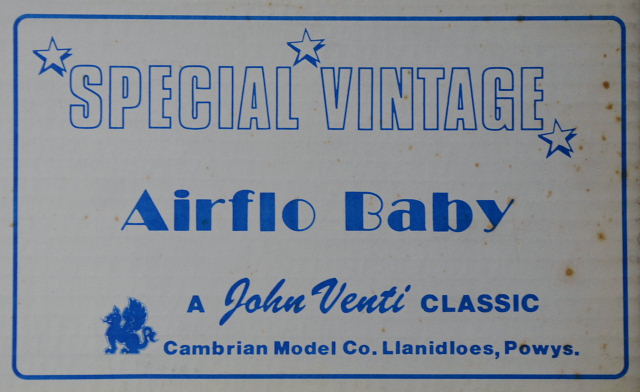 SPECIAL VINTAGE
Airflo Baby
A John Venti CLASSIC
Cambrian Model Co. Llanidloes, Powys.